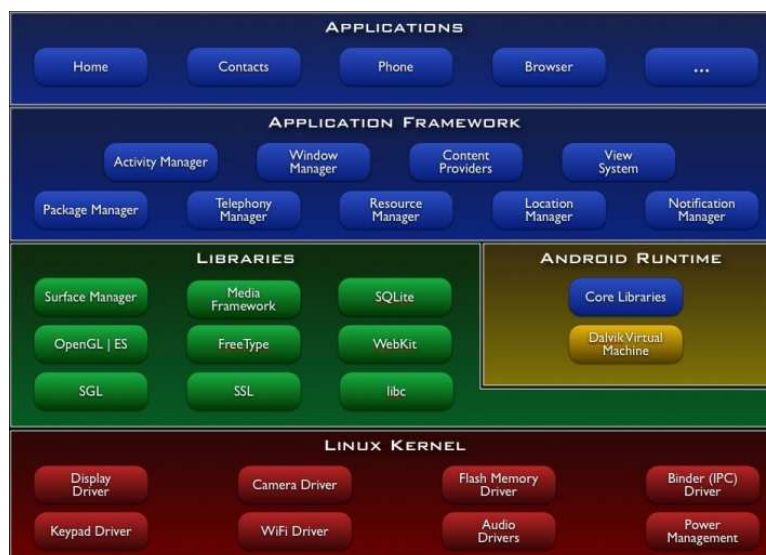 APPLICATIONS
Home Contacts Phone Browser ...
APPLICATION FRAMEWORK
Activity Manager Window Manager Content Providers View System
Package Manager Telephony Manager Resource Manager Location Manager Notification Manager
LIBRARIES
Surface Manager Media Framework SQLite
OpenGL | ES FreeType WebKit
SGL SSL libc
ANDROID RUNTIME
Core Libraries
Dalvik Virtual Machine
LINUX KERNEL
Display Driver Camera Driver Flash Memory Driver Binder (IPC) Driver
Keypad Driver WiFi Driver Audio Drivers Power Management